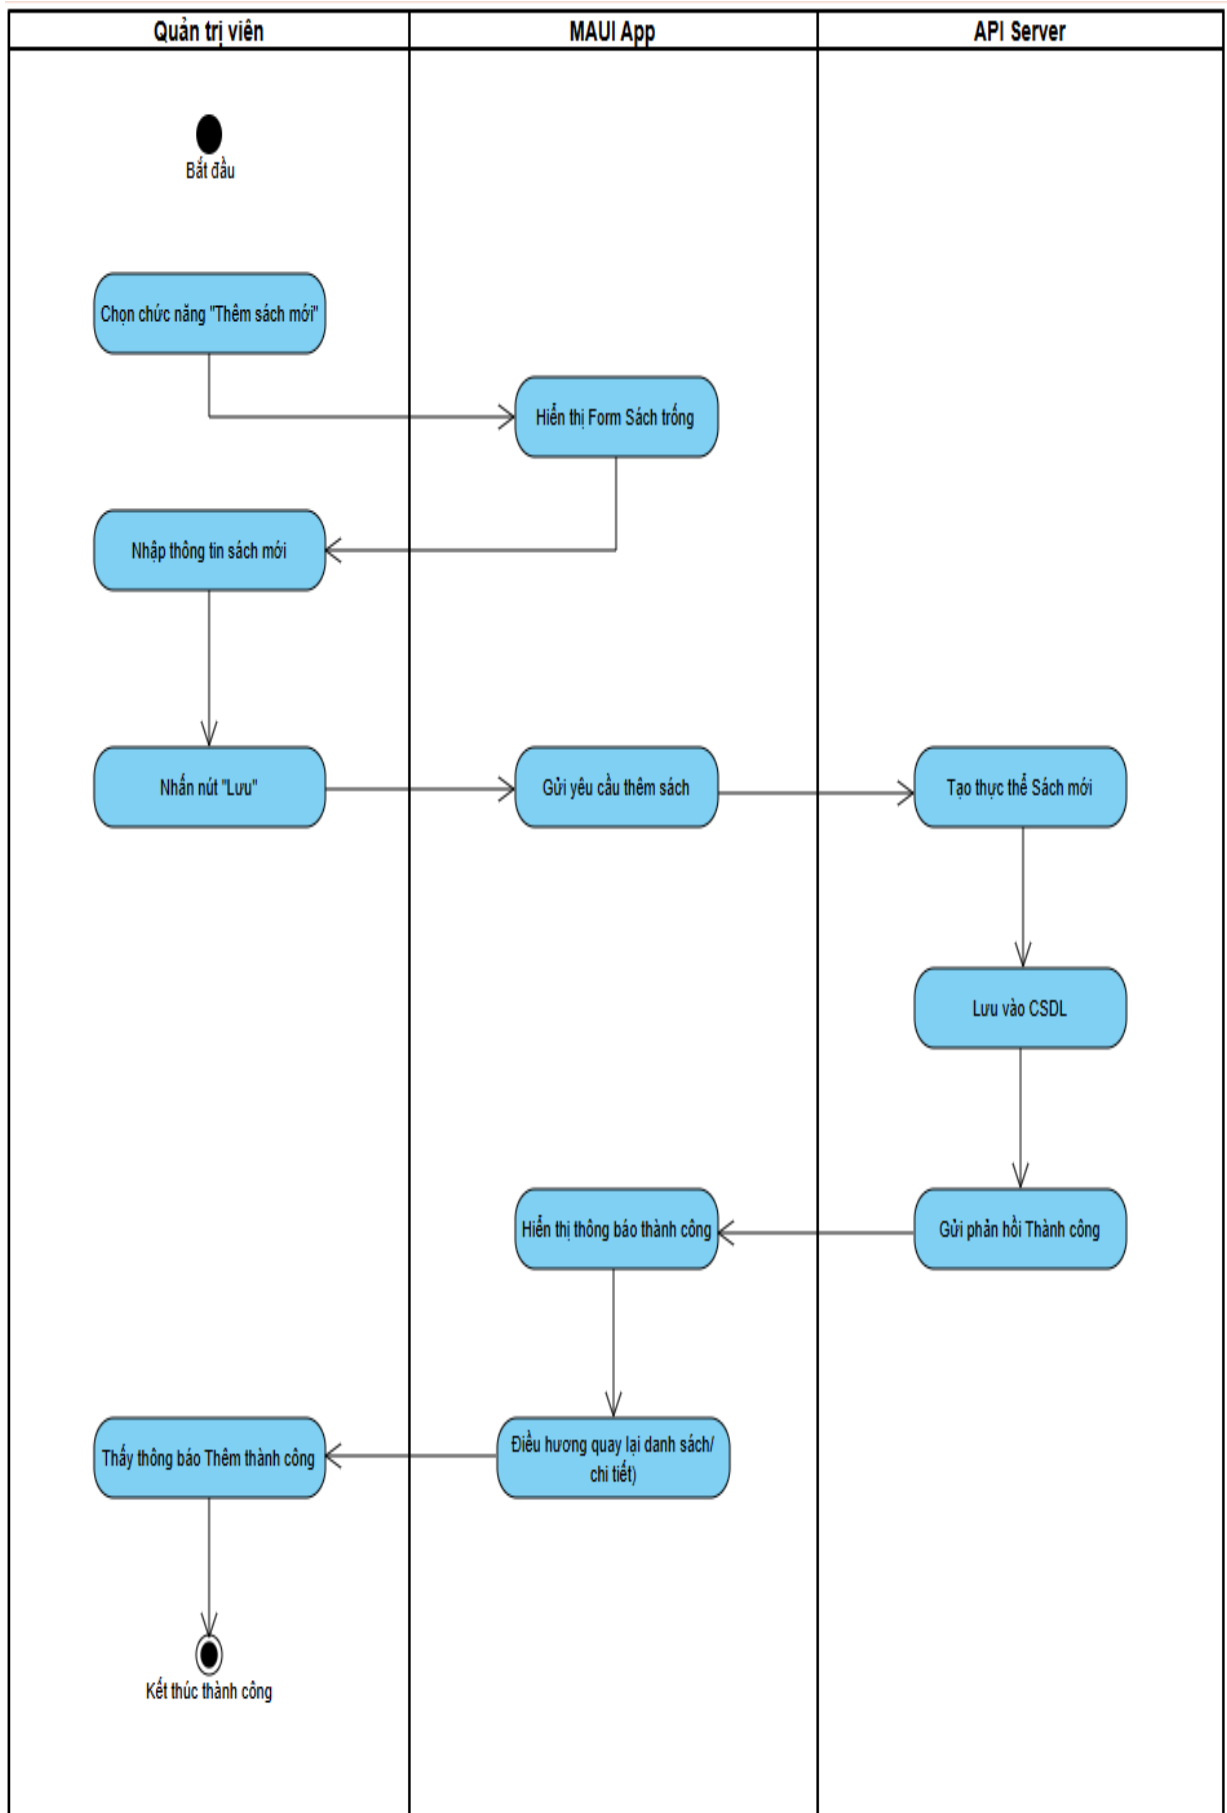 Quản trị viên
MAUI App
API Server
Bắt đầu
Chọn chức năng "Thêm sách mới"
Hiển thị Form Sách trống
Nhập thông tin sách mới
Nhấn nút "Lưu"
Gửi yêu cầu thêm sách
Tạo thực thể Sách mới
Lưu vào CSDL
Gửi phản hồi Thành công
Hiển thị thông báo thành công
Điều hương quay lại danh sách/
chi tiết)
Thấy thông báo Thêm thành công
Kết thúc thành công